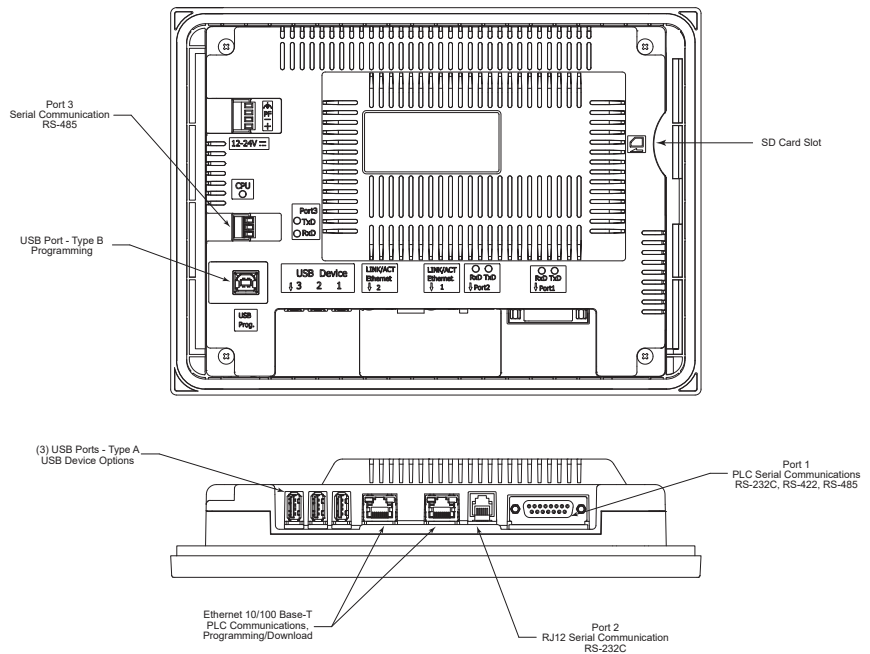 Port 3
Serial Communication
RS-485
12-24V
CPU
Port3
TxD
RxD
SD Card Slot
USB Port - Type B
Programming
USB Device
3 2 1
LINK/ACT
Ethernet
2
LINK/ACT
Ethernet
1
RxD TxD
Port2
RxD TxD
Port1
USB
Prog.
(3) USB Ports - Type A
USB Device Options
Port 1
PLC Serial Communications
RS-232C, RS-422, RS-485
Ethernet 10/100 Base-T
PLC Communications,
Programming/Download
Port 2
RJ12 Serial Communication
RS-232C